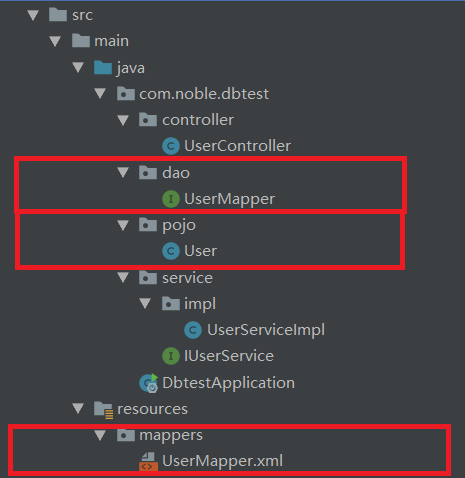 src
main
java
com.noble.dbtest
controller
UserController
dao
UserMapper
pojo
User
service
impl
UserServiceImpl
IUserService
DbtestApplication
resources
mappers
UserMapper.xml